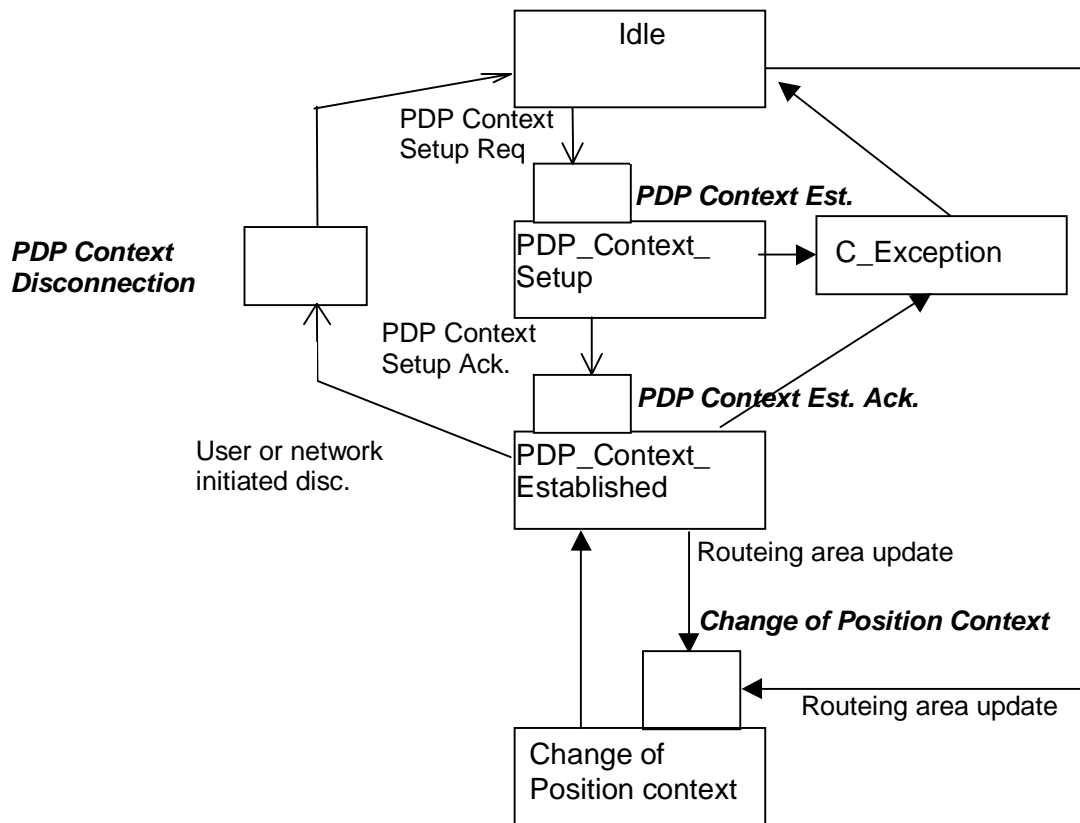 Idle
PDP Context
Setup Req
PDP Context Est.
PDP Context
Disconnection
PDP_Context_
Setup
C_Exception
PDP Context
Setup Ack.
PDP Context Est. Ack.
User or network
initiated disc.
PDP_Context_
Established
Routeing area update
Change of Position Context
Routeing area update
Change of
Position context